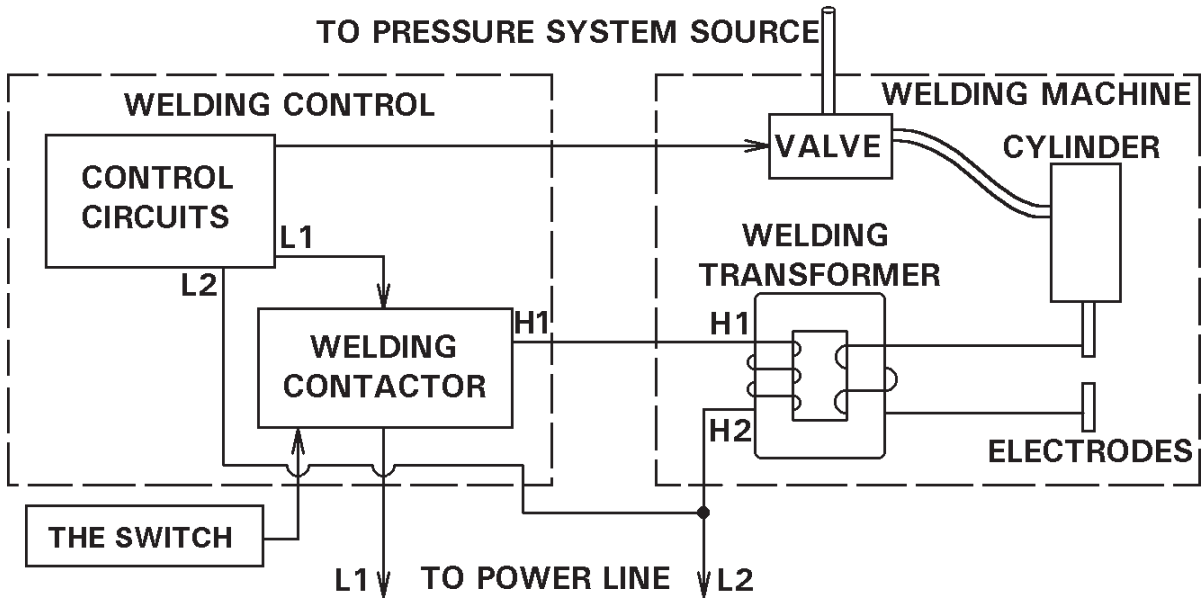 TO PRESSURE SYSTEM SOURCE
WELDING CONTROL
WELDING MACHINE
CONTROL
CIRCUITS
VALVE
CYLINDER
L1
L2
WELDING
TRANSFORMER
H1
H1
WELDING
CONTACTOR
H2
ELECTRODES
THE SWITCH
L1
TO POWER LINE
L2